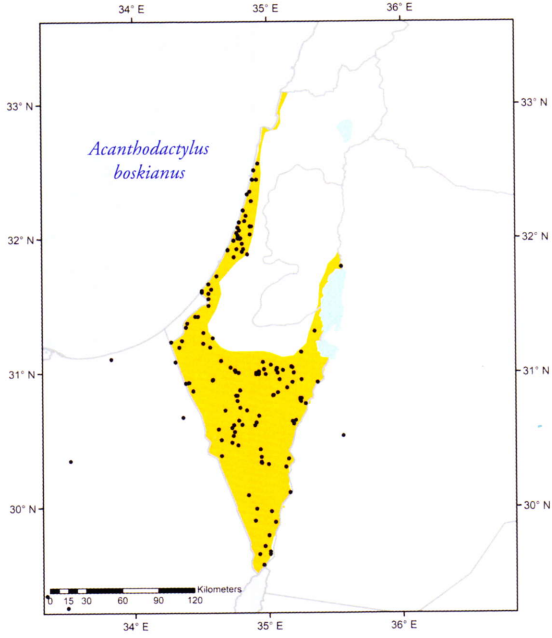 34° E 35° E 36° E
33° N 33° N
Acanthodactylus
boskianus
32° N 32° N
31° N 31° N
30° N 30° N
Kilometers
0 15 30 60 90 120
34° E 35° E 36° E